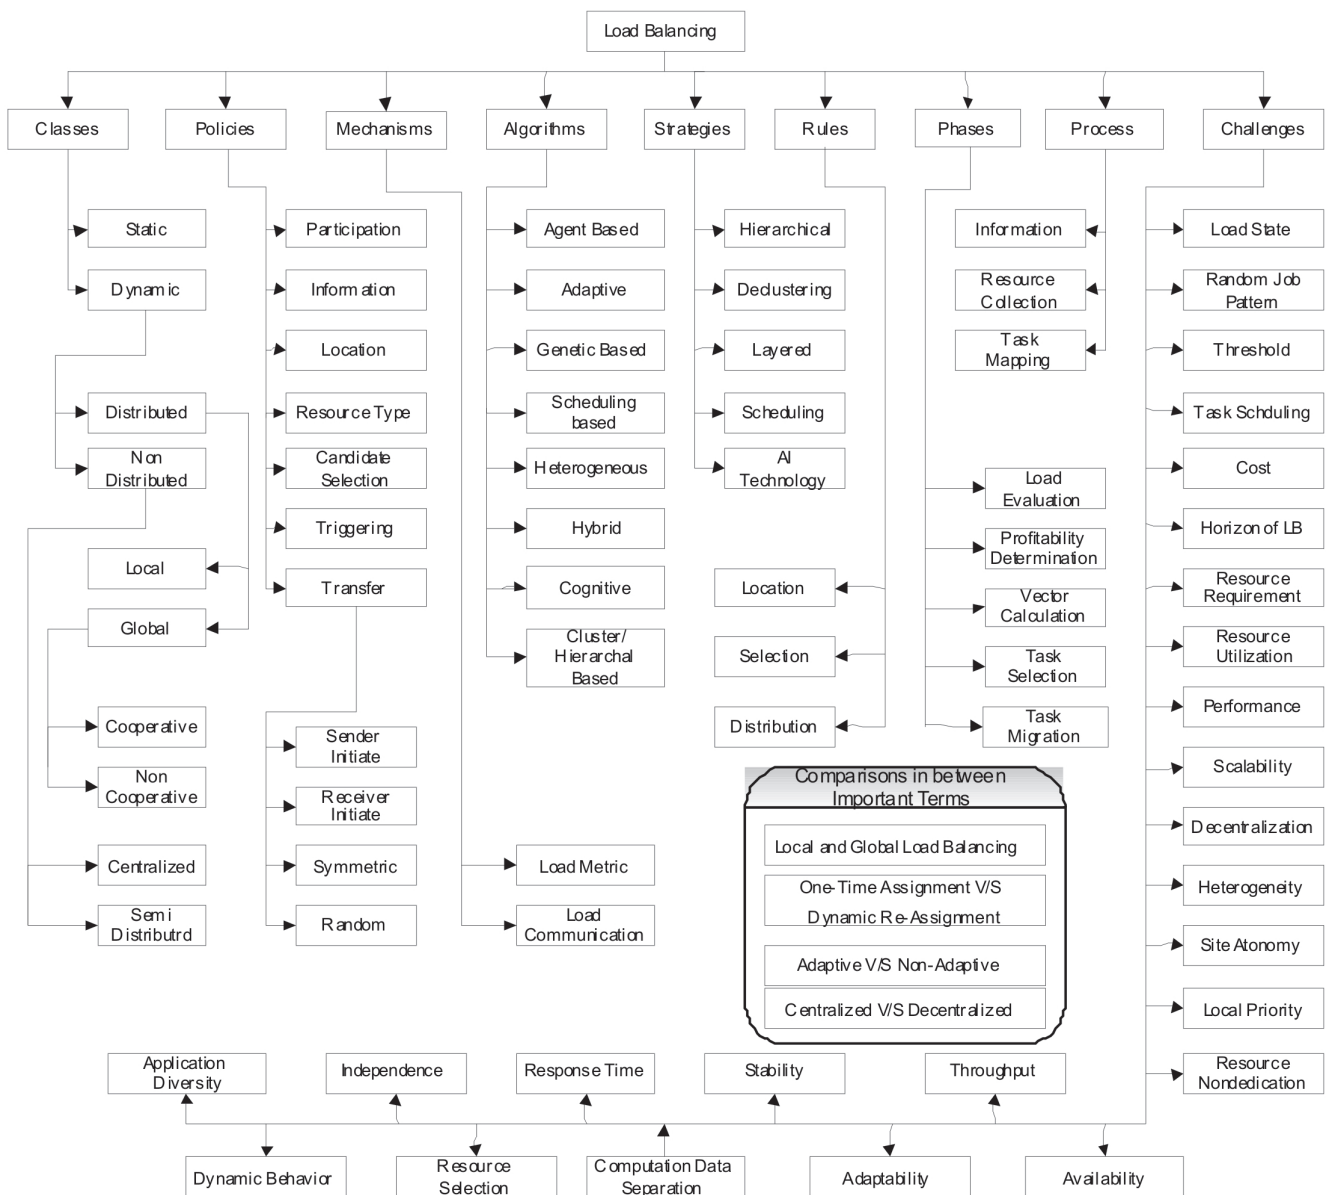 Load Balancing
Classes
Policies
Mechanisms
Algorithms
Strategies
Rules
Phases
Process
Challenges
Static
Dynamic
Distributed
Non
Distributed
Local
Global
Cooperative
Non
Cooperative
Centralized
Semi
Distributrd
Participation
Information
Location
Resource Type
Candidate
Selection
Triggering
Transfer
Sender
Initiate
Receiver
Initiate
Symmetric
Random
Load Metric
Load
Communication
Agent Based
Adaptive
Genetic Based
Scheduling
based
Heterogeneous
Hybrid
Cognitive
Cluster/
Hierarchal
Based
Hierarchical
Declustering
Layered
Scheduling
AI
Technology
Location
Selection
Distribution
Load
Evaluation
Profitability
Determination
Vector
Calculation
Task
Selection
Task
Migration
Information
Resource
Collection
Task
Mapping
Load State
Random Job
Pattern
Threshold
Task Schduling
Cost
Horizon of LB
Resource
Requirement
Resource
Utilization
Performance
Scalability
Decentralization
Heterogeneity
Site Atonomy
Local Priority
Resource
Nondedication
Comparisons in between
Important Terms
Local and Global Load Balancing
One-Time Assignment V/S
Dynamic Re-Assignment
Adaptive V/S Non-Adaptive
Centralized V/S Decentralized
Application
Diversity
Independence
Response Time
Stability
Throughput
Dynamic Behavior
Resource
Selection
Computation Data
Separation
Adaptability
Availability